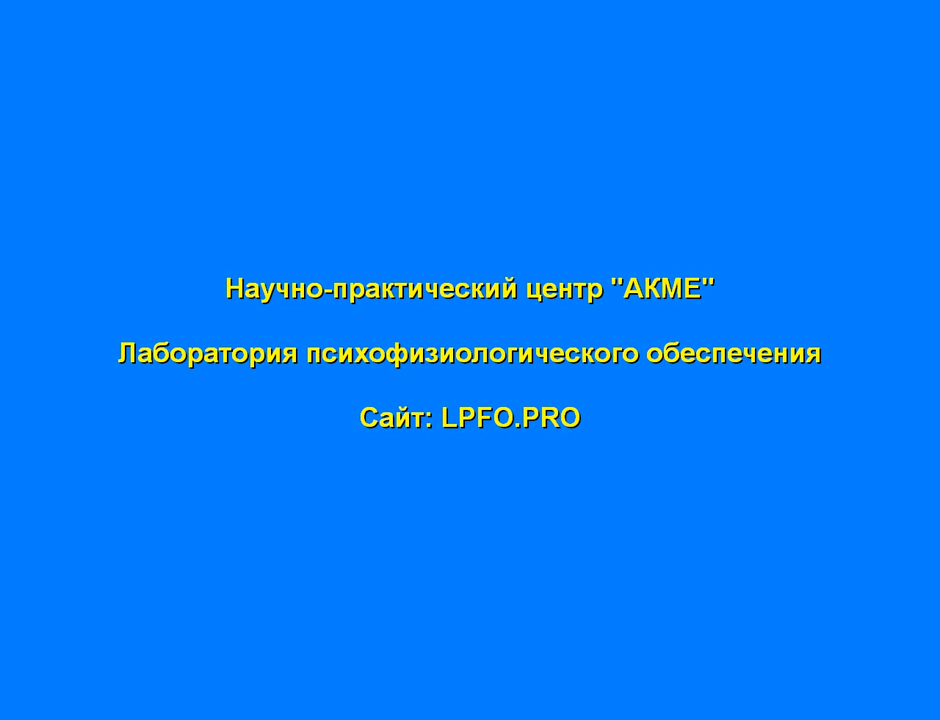 Научно-практический центр "АКМЕ"
Лаборатория психофизиологического обеспечения
Сайт: LPFO.PRO